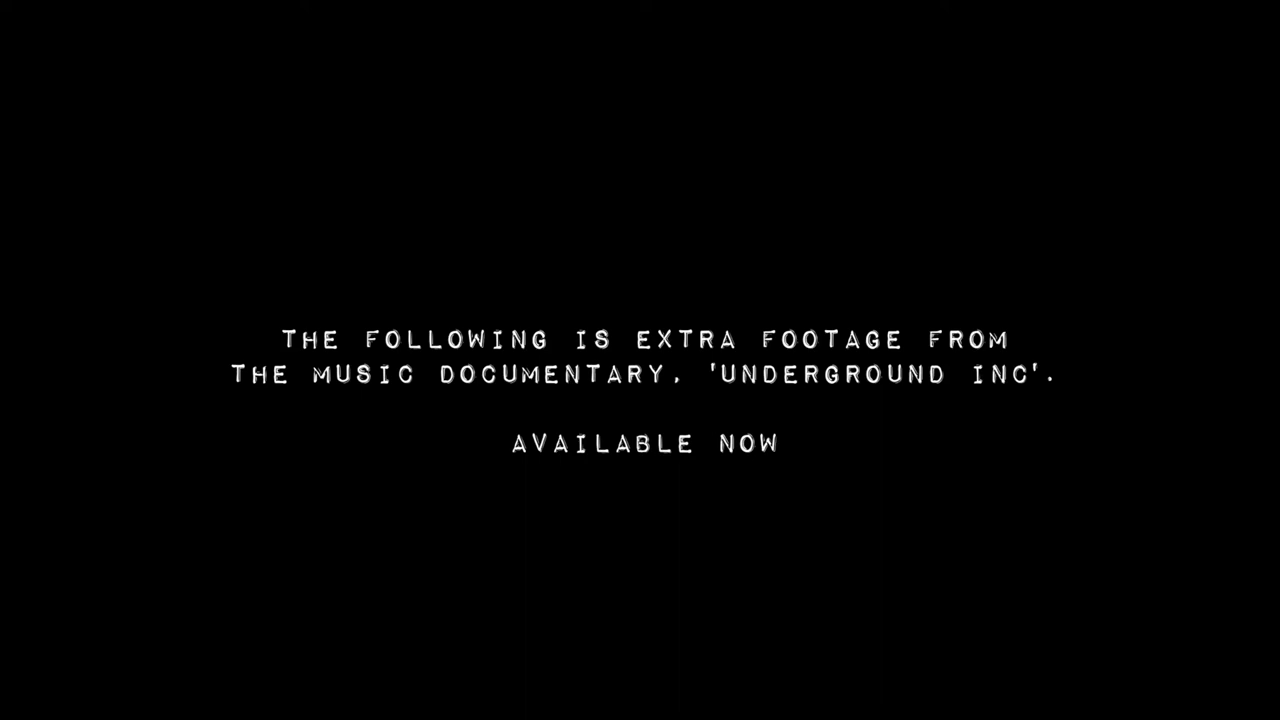 THE FOLLOWING IS EXTRA FOOTAGE FROM
THE MUSIC DOCUMENTARY, 'UNDERGROUND INC'.
AVAILABLE NOW